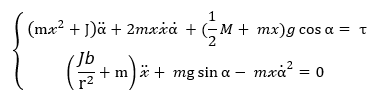 (mx² + J)α̈ + 2mxẋα̇ + (1/2 M + mx)g cos α = τ
(Jb/r² + m) ẍ + mg sin α − mxα̇² = 0